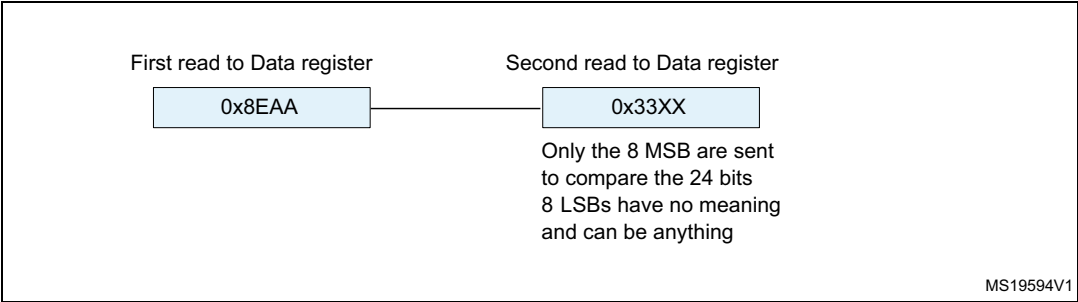 First read to Data register
Second read to Data register
0x8EAA
0x33XX
Only the 8 MSB are sent
to compare the 24 bits
8 LSBs have no meaning
and can be anything
MS19594V1